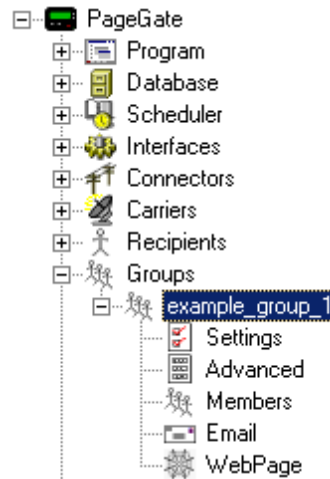 PageGate
Program
Database
Scheduler
Interfaces
Connectors
Carriers
Recipients
Groups
example_group_1
Settings
Advanced
Members
Email
WebPage